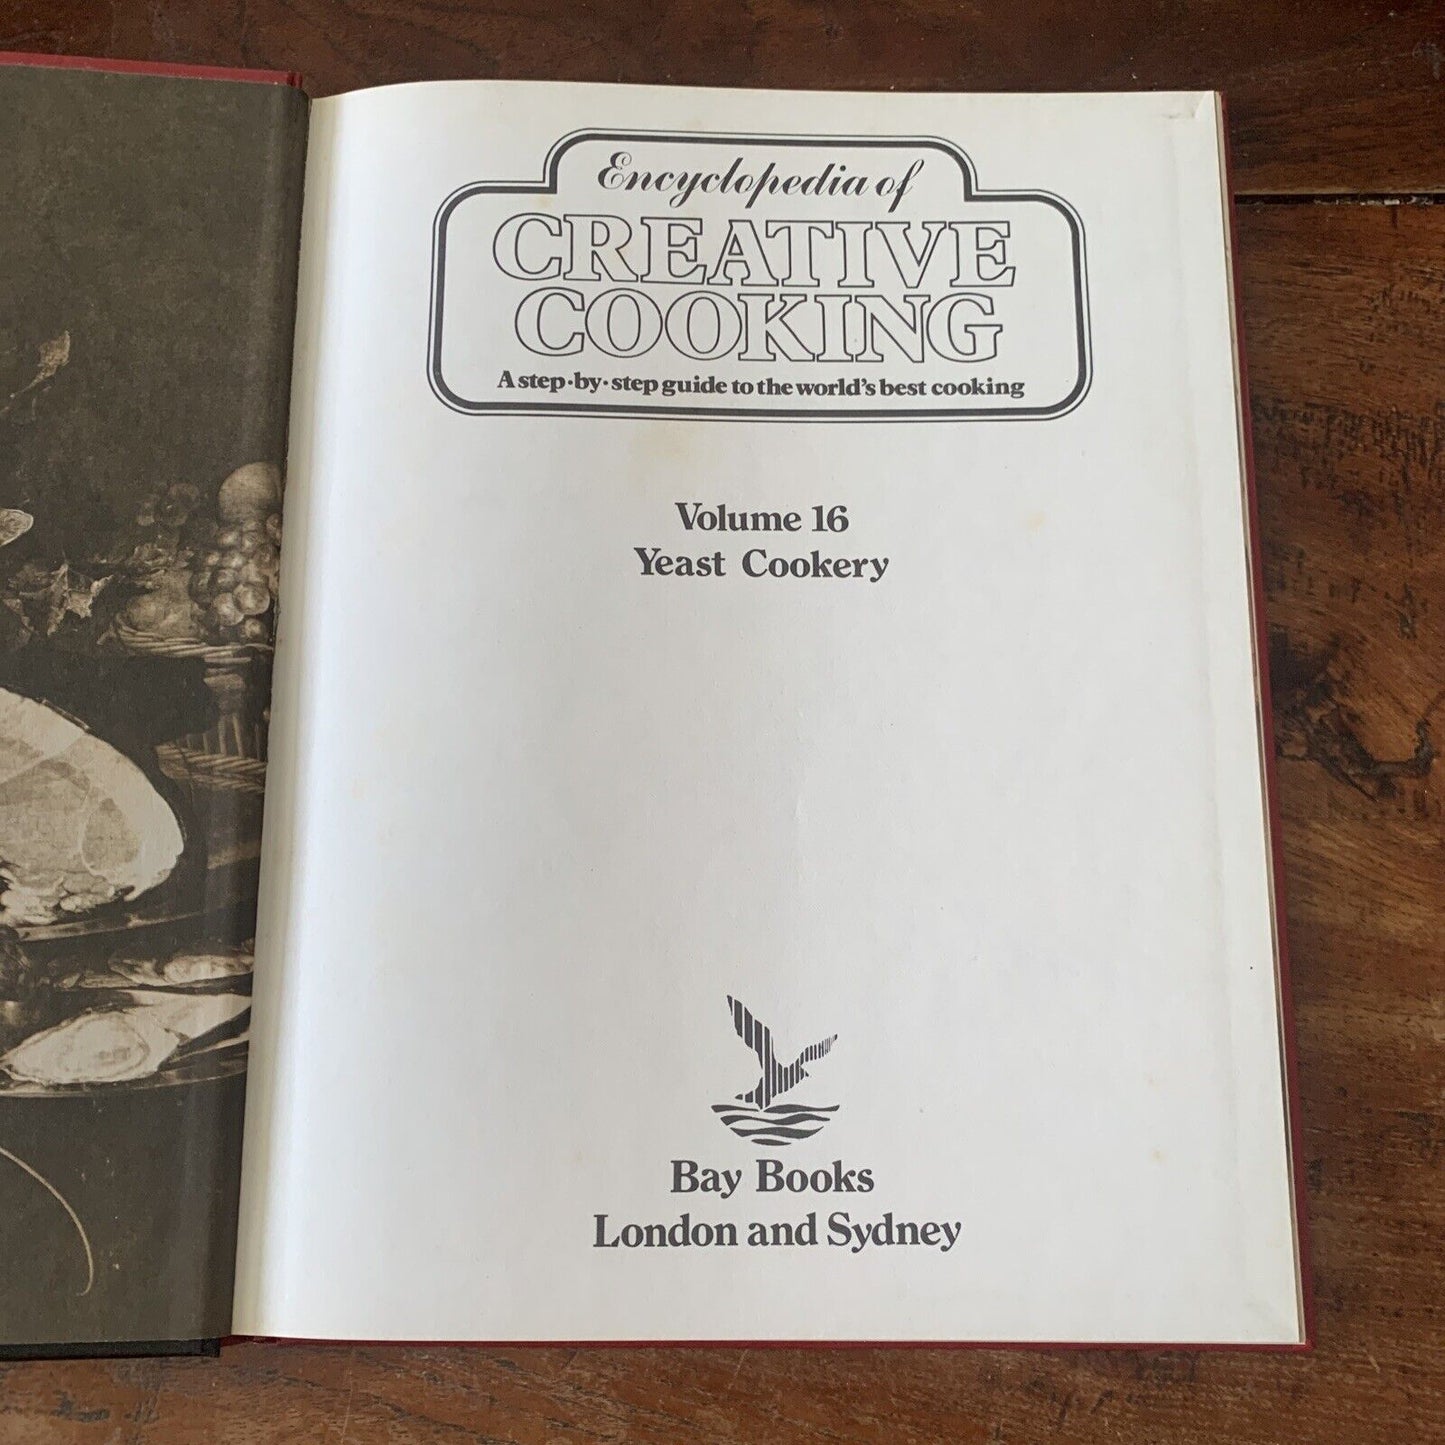 Encyclopedia of
CREATIVE
COOKING
A step-by-step guide to the world's best cooking
Volume 16
Yeast Cookery
Bay Books
London and Sydney